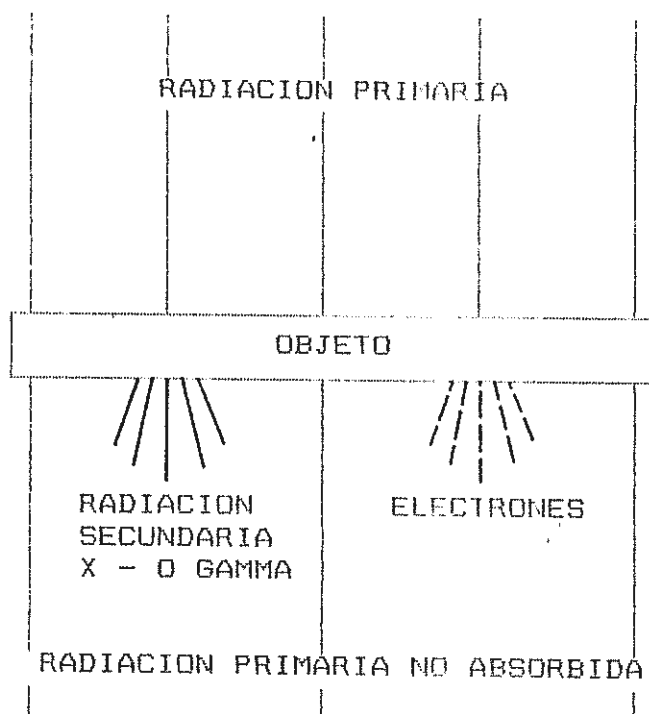 RADIACION PRIMARIA
OBJETO
RADIACION
SECUNDARIA
X - O GAMMA
ELECTRONES
RADIACION PRIMARIA NO ABSORBIDA